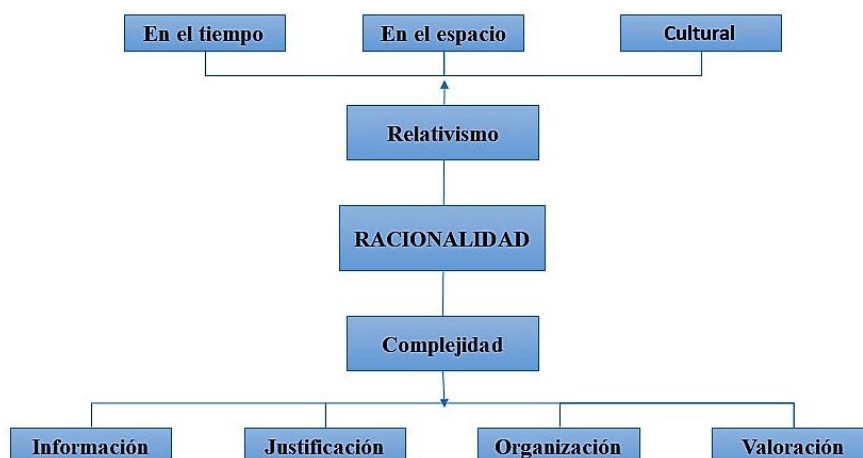 En el tiempo
En el espacio
Cultural
Relativismo
RACIONALIDAD
Complejidad
Información
Justificación
Organización
Valoración